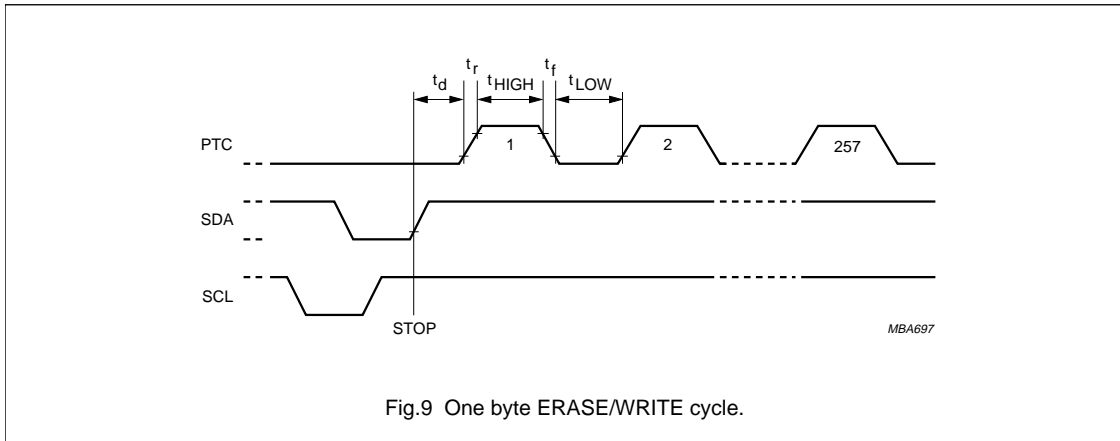 td tr tHIGH tf tLOW
PTC 1 2 257
SDA
SCL
STOP
MBA697
Fig.9 One byte ERASE/WRITE cycle.